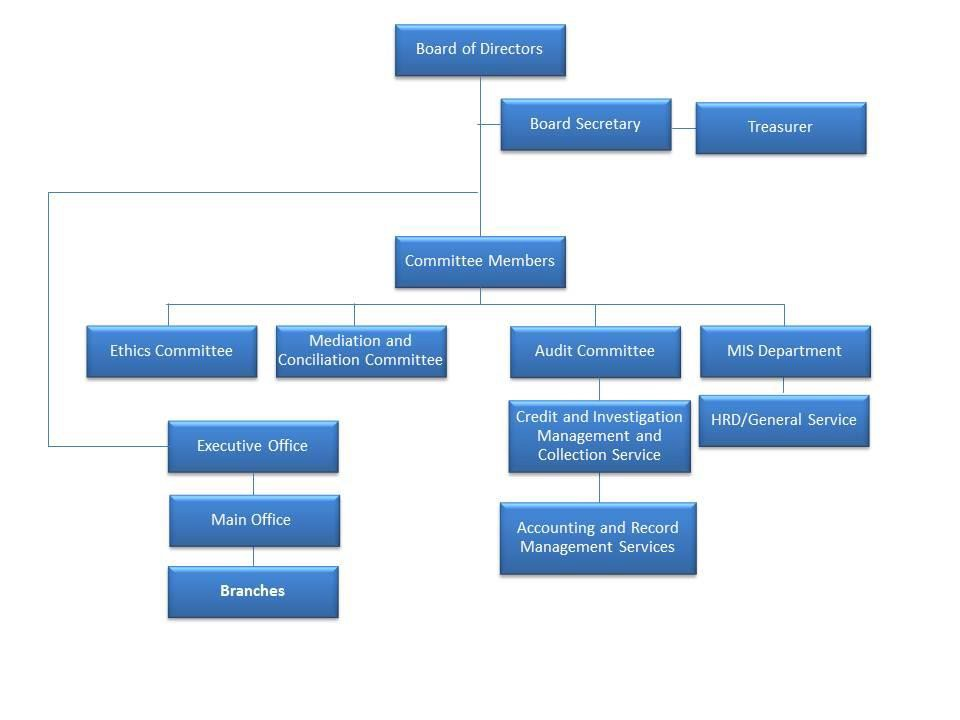 Board of Directors
Board Secretary
Treasurer
Committee Members
Ethics Committee
Mediation and
Conciliation Committee
Audit Committee
MIS Department
Credit and Investigation
Management and
Collection Service
HRD/General Service
Executive Office
Main Office
Accounting and Record
Management Services
Branches